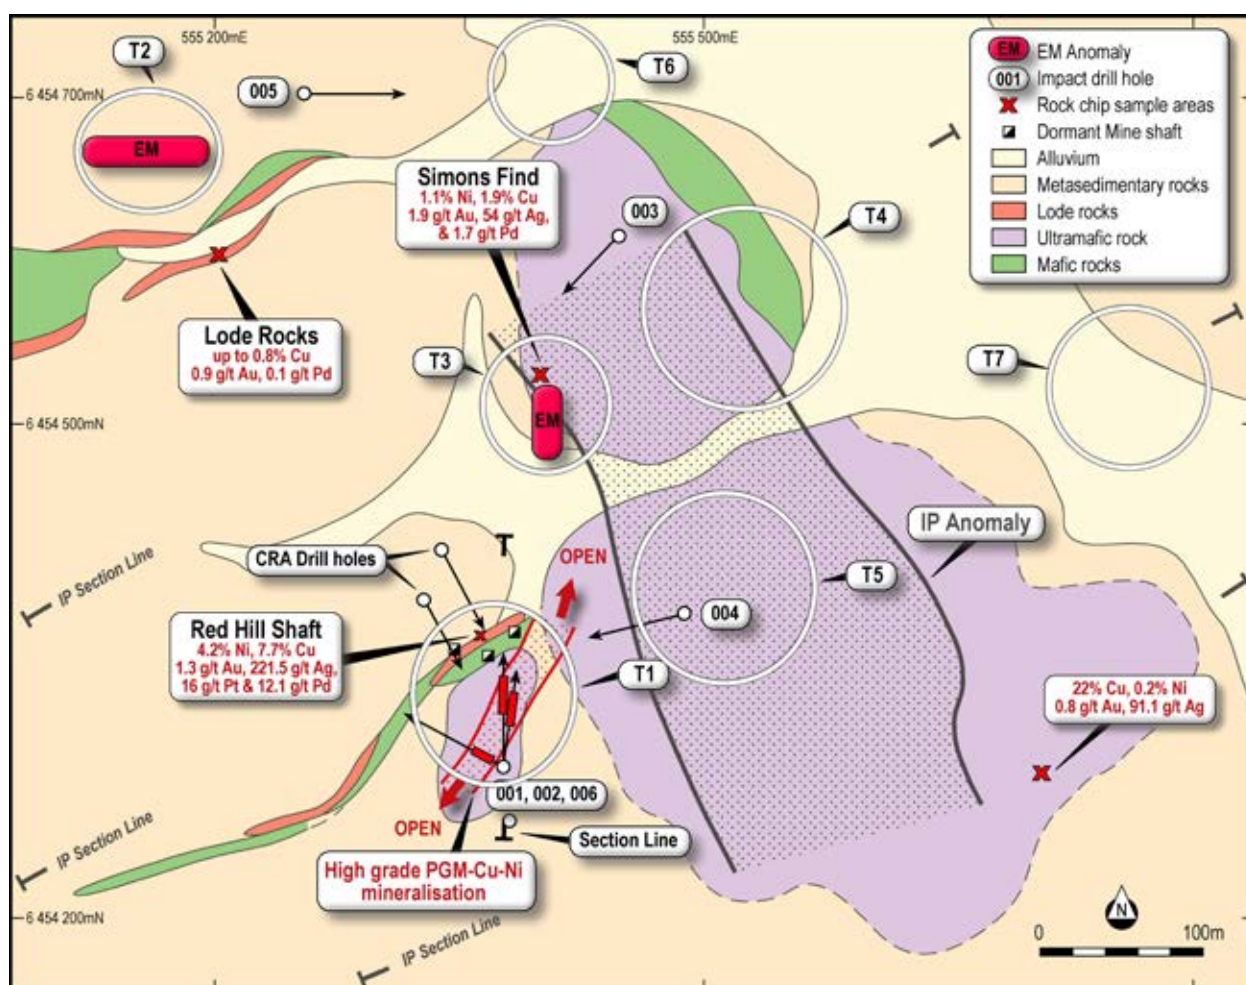 555 200mE
555 500mE
T2
T6
005
6 454 700mN
EM
EM
EM Anomaly
001
Impact drill hole
Rock chip sample areas
Dormant Mine shaft
Alluvium
Metasedimentary rocks
Lode rocks
Ultramafic rock
Mafic rocks
Simons Find
1.1% Ni, 1.9% Cu
1.9 g/t Au, 54 g/t Ag,
& 1.7 g/t Pd
003
T4
Lode Rocks
up to 0.8% Cu
0.9 g/t Au, 0.1 g/t Pd
T3
T7
6 454 500mN
EM
IP Anomaly
CRA Drill holes
OPEN
T5
IP Section Line
004
Red Hill Shaft
4.2% Ni, 7.7% Cu
1.3 g/t Au, 221.5 g/t Ag,
16 g/t Pt & 12.1 g/t Pd
T1
22% Cu, 0.2% Ni
0.8 g/t Au, 91.1 g/t Ag
001, 002, 006
OPEN
Section Line
IP Section Line
High grade PGM-Cu-Ni
mineralisation
6 454 200mN
IP Section Line
N
0
100m